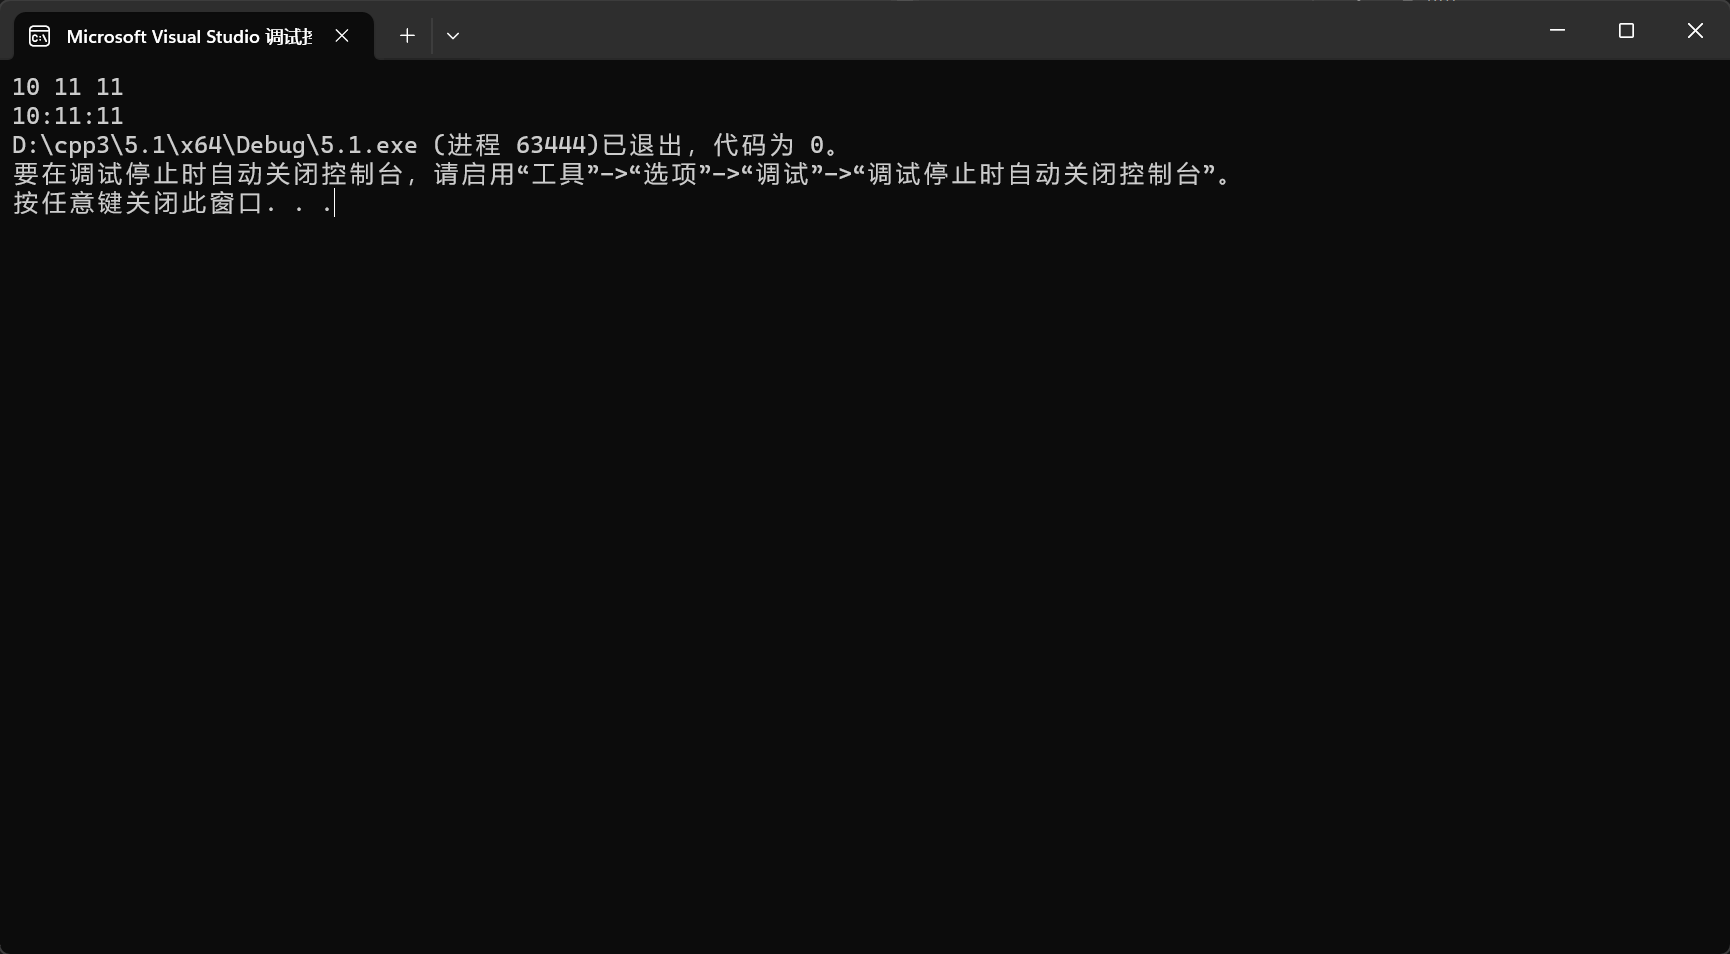 Microsoft Visual Studio 调试
10 11 11
10:11:11
D:\cpp3\5.1\x64\Debug\5.1.exe (进程 63444)已退出，代码为 0。
要在调试停止时自动关闭控制台，请启用“工具”->“选项”->“调试”->“调试停止时自动关闭控制台”。
按任意键关闭此窗口. . .